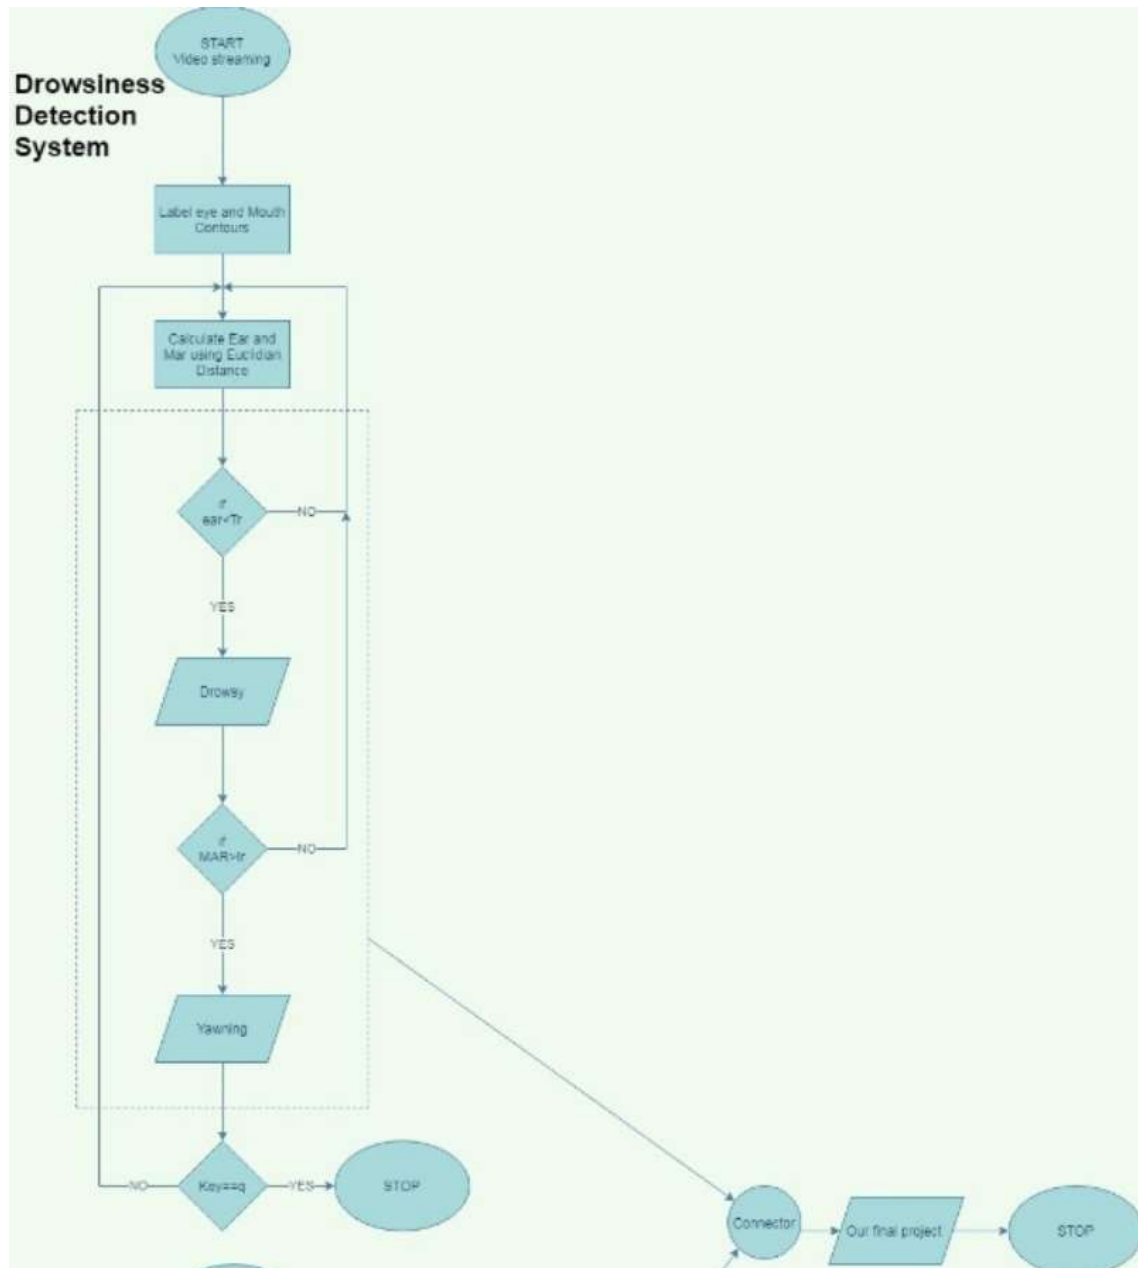 START
Video streaming
Drowsiness
Detection
System
Label eye and Mouth
Contours
Calculate Ear and
Mar using Euclidian
Distance
if
ear<Tr
NO
YES
Drowsy
if
MAR>tr
NO
YES
Yawning
Key==q
NO
YES
STOP
Connector
Our final project
STOP